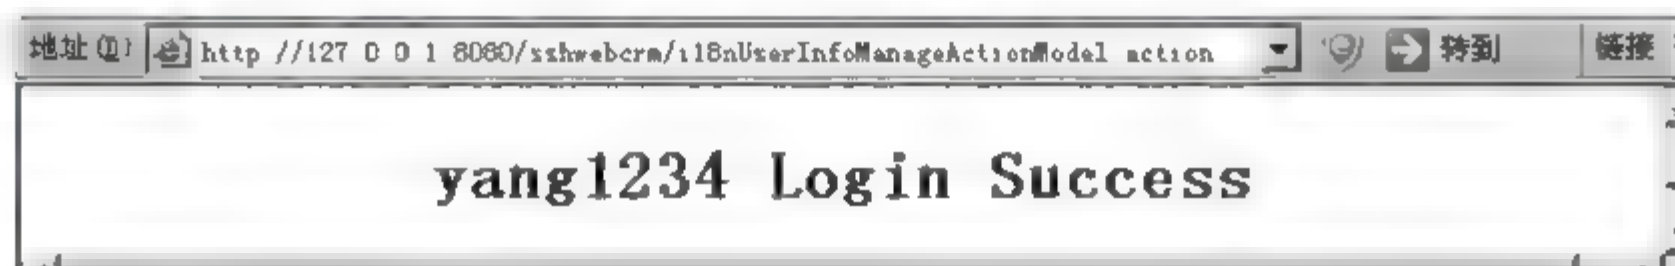 地址(D) http //127 0 0 1 8080/sshwebcrm/i18nUserInfoManageActionModel action 转到 链接
yang1234 Login Success